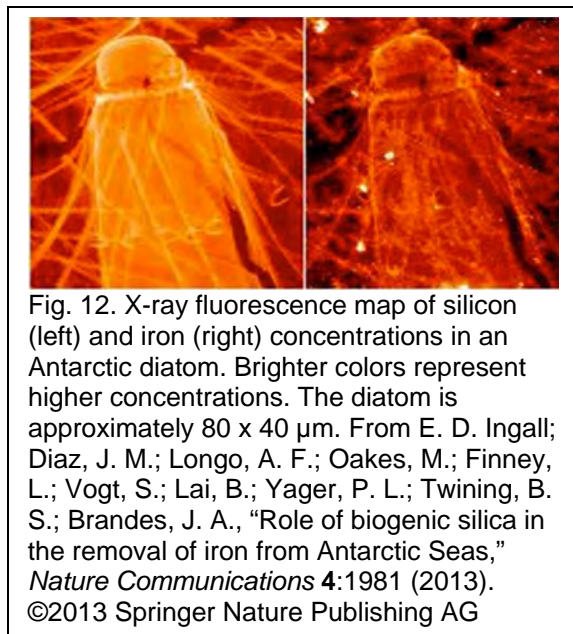 Fig. 12. X-ray fluorescence map of silicon
(left) and iron (right) concentrations in an
Antarctic diatom. Brighter colors represent
higher concentrations. The diatom is
approximately 80 x 40 μm. From E. D. Ingall;
Diaz, J. M.; Longo, A. F.; Oakes, M.; Finney,
L.; Vogt, S.; Lai, B.; Yager, P. L.; Twining, B.
S.; Brandes, J. A., “Role of biogenic silica in
the removal of iron from Antarctic Seas,”
Nature Communications 4:1981 (2013).
©2013 Springer Nature Publishing AG